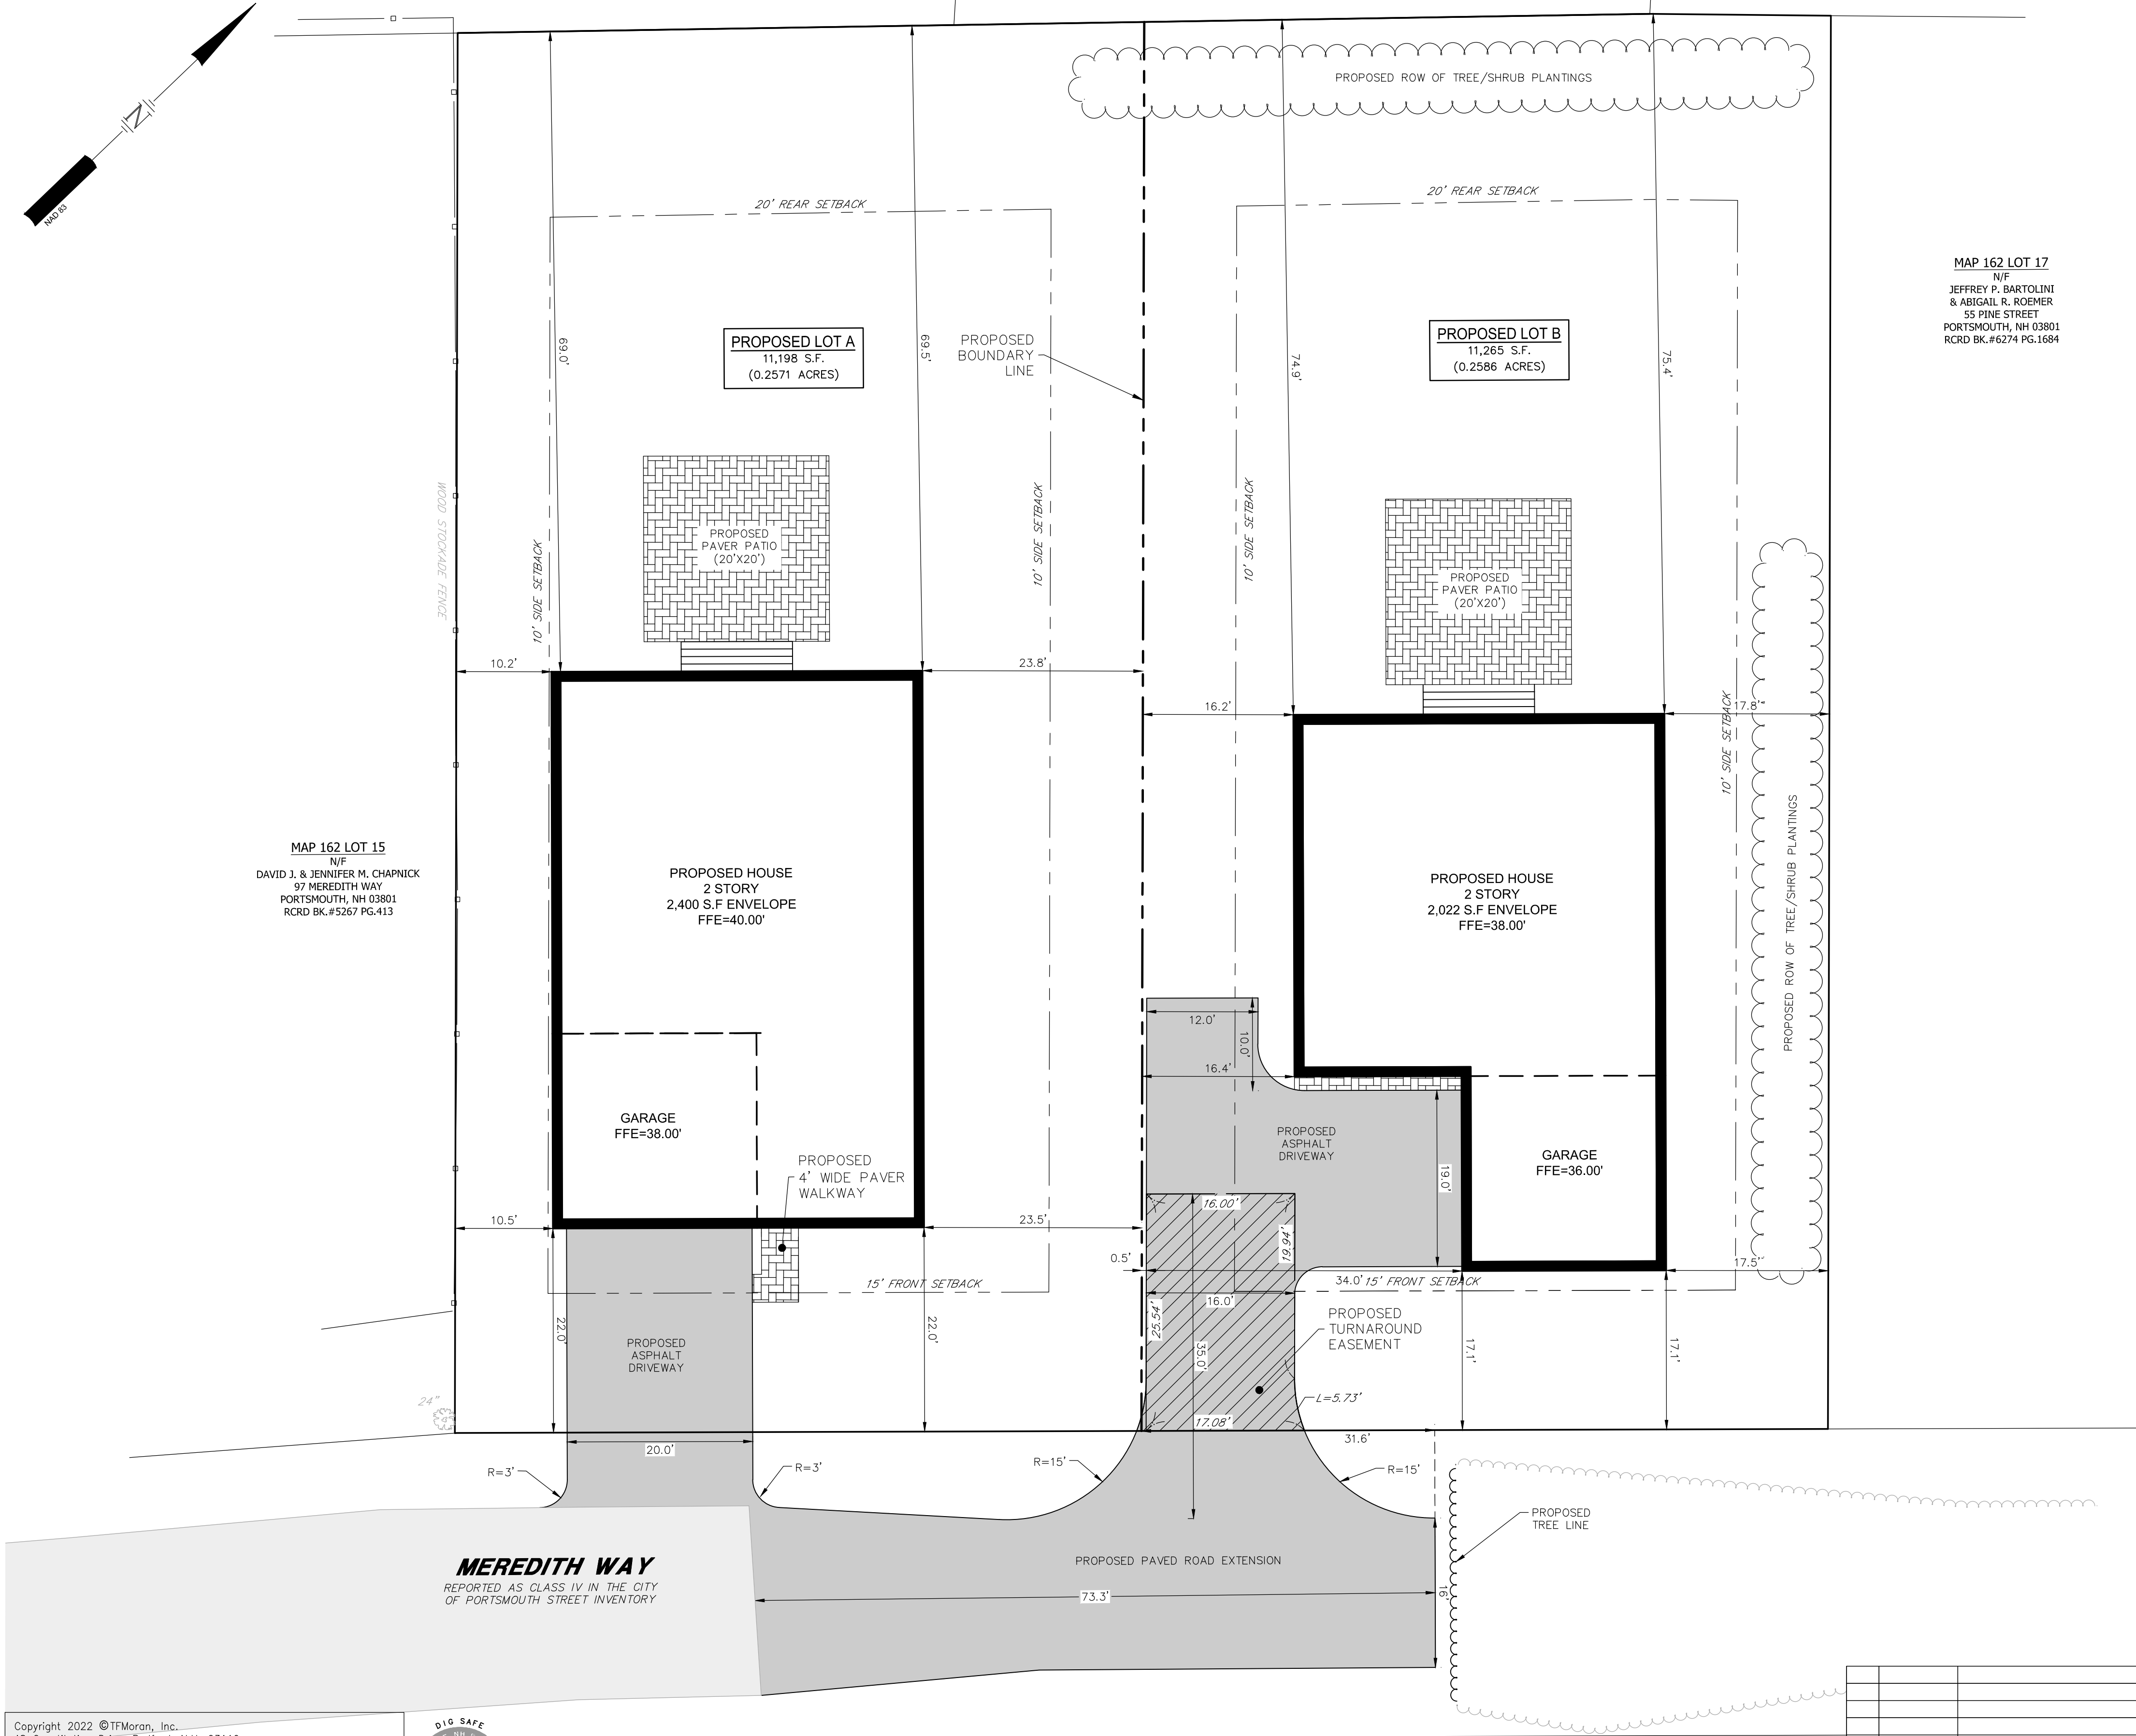 N
NAD 83
PROPOSED ROW OF TREE/SHRUB PLANTINGS
20' REAR SETBACK
20' REAR SETBACK
MAP 162 LOT 17
N/F
JEFFREY P. BARTOLINI
& ABIGAIL R. ROEMER
55 PINE STREET
PORTSMOUTH, NH 03801
RCRD BK.#6274 PG.1684
69.0'
PROPOSED LOT A
11,198 S.F.
(0.2571 ACRES)
69.5'
PROPOSED
BOUNDARY
LINE
74.9'
PROPOSED LOT B
11,265 S.F.
(0.2586 ACRES)
75.4'
WOOD STOCKADE FENCE
10' SIDE SETBACK
PROPOSED
PAVER PATIO
(20'X20')
10' SIDE SETBACK
10' SIDE SETBACK
PROPOSED
PAVER PATIO
(20'X20')
10' SIDE SETBACK
10.2'
23.8'
16.2'
17.8'
PROPOSED ROW OF TREE/SHRUB PLANTINGS
MAP 162 LOT 15
N/F
DAVID J. & JENNIFER M. CHAPNICK
97 MEREDITH WAY
PORTSMOUTH, NH 03801
RCRD BK.#5267 PG.413
PROPOSED HOUSE
2 STORY
2,400 S.F ENVELOPE
FFE=40.00'
PROPOSED HOUSE
2 STORY
2,022 S.F ENVELOPE
FFE=38.00'
12.0'
10.0'
16.4'
GARAGE
FFE=38.00'
PROPOSED
4' WIDE PAVER
WALKWAY
PROPOSED
ASPHALT
DRIVEWAY
19.0'
GARAGE
FFE=36.00'
10.5'
23.5'
16.00'
19.94'
0.5'
34.0'
15' FRONT SETBACK
15' FRONT SETBACK
17.5'
16.0'
25.54'
35.0'
PROPOSED
TURNAROUND
EASEMENT
22.0'
PROPOSED
ASPHALT
DRIVEWAY
22.0'
17.1'
17.1'
24"
L=5.73'
17.08'
31.6'
20.0'
R=3'
R=3'
R=15'
R=15'
PROPOSED
TREE LINE
MEREDITH WAY
REPORTED AS CLASS IV IN THE CITY
OF PORTSMOUTH STREET INVENTORY
PROPOSED PAVED ROAD EXTENSION
73.3'
16'
Copyright 2022 ©TFMoran, Inc.
DIG SAFE